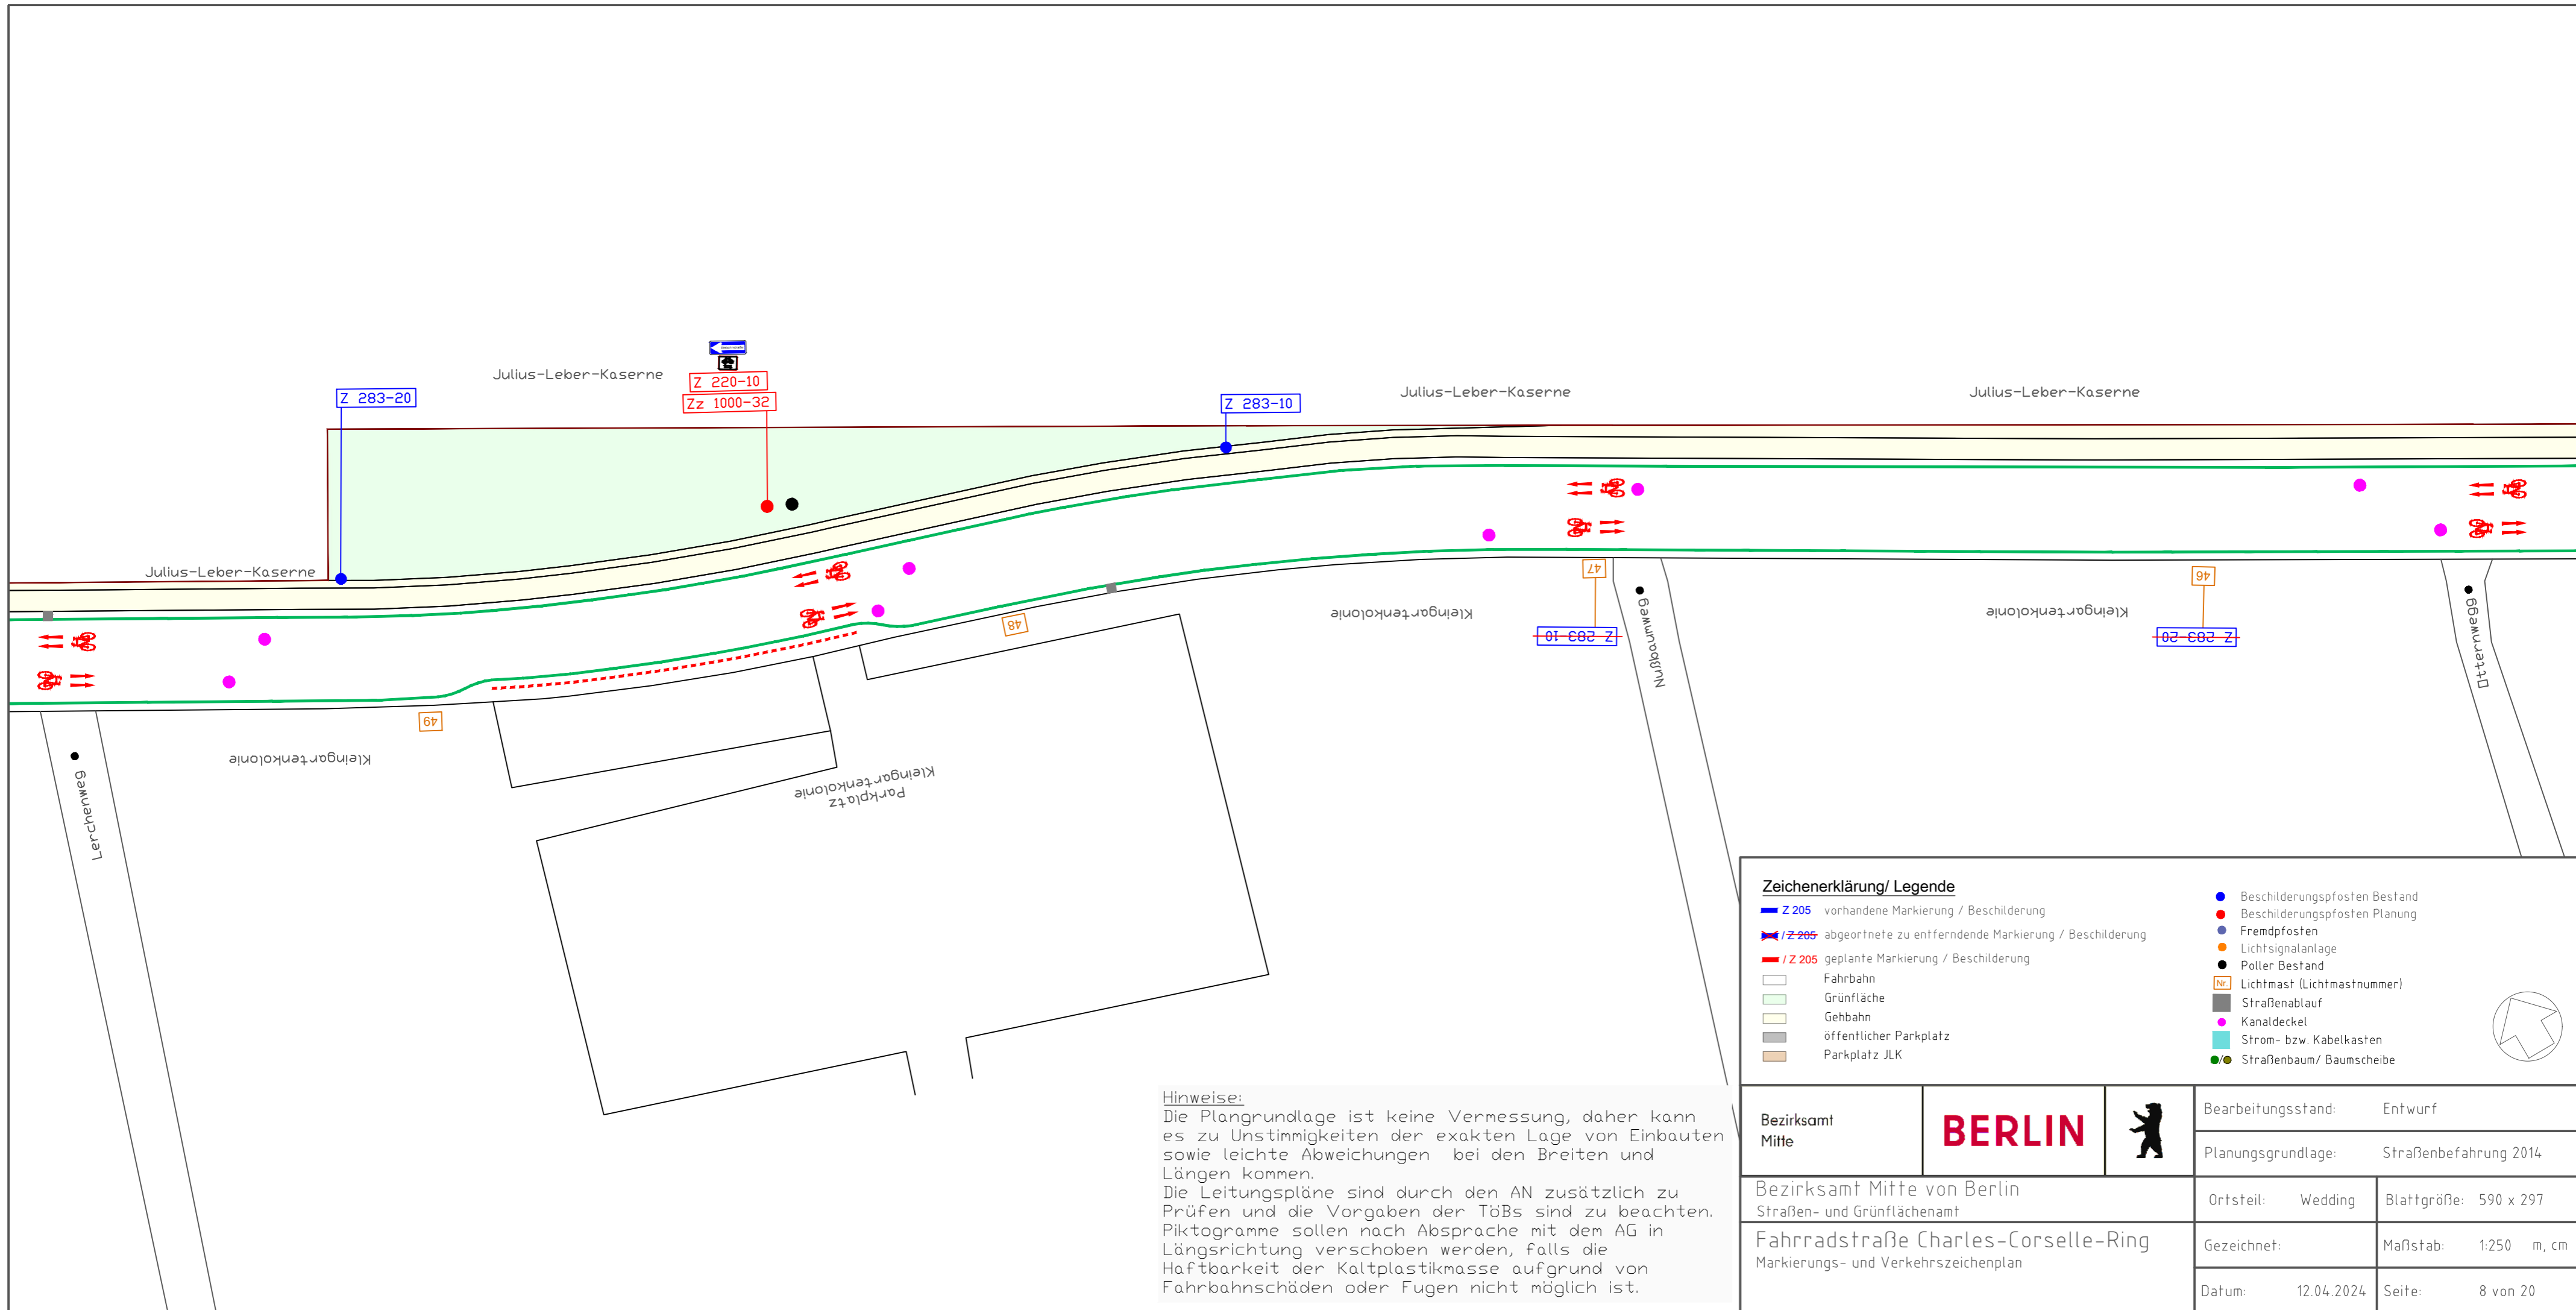 Julius-Leber-Kaserne
Z 220-10
Zz 1000-32
Z 283-20
Z 283-10
Julius-Leber-Kaserne
Julius-Leber-Kaserne
Julius-Leber-Kaserne
47
46
48
49
Kleingartenkolonie
Kleingartenkolonie
Z 283-10
Z 283-20
Nußbaumweg
Otternweg
Kleingartenkolonie
Parkplatz
Kleingartenkolonie
Lerchenweg
Zeichenerklärung/ Legende
Z 205 vorhandene Markierung / Beschilderung
/ Z 205 abgeortnete zu entferndende Markierung / Beschilderung
/ Z 205 geplante Markierung / Beschilderung
Fahrbahn
Grünfläche
Gehbahn
öffentlicher Parkplatz
Parkplatz JLK
Beschilderungspfosten Bestand
Beschilderungspfosten Planung
Fremdpfosten
Lichtsignalanlage
Poller Bestand
Nr. Lichtmast (Lichtmastnummer)
Straßenablauf
Kanaldeckel
Strom- bzw. Kabelkasten
Straßenbaum/ Baumscheibe
Hinweise:
Die Plangrundlage ist keine Vermessung, daher kann
es zu Unstimmigkeiten der exakten Lage von Einbauten
sowie leichte Abweichungen bei den Breiten und
Längen kommen.
Die Leitungspläne sind durch den AN zusätzlich zu
Prüfen und die Vorgaben der TöBs sind zu beachten.
Piktogramme sollen nach Absprache mit dem AG in
Längsrichtung verschoben werden, falls die
Haftbarkeit der Kaltplastikmasse aufgrund von
Fahrbahnschäden oder Fugen nicht möglich ist.
Bezirksamt
Mitte
BERLIN
Bezirksamt Mitte von Berlin
Straßen- und Grünflächenamt
Fahrradstraße Charles-Corselle-Ring
Markierungs- und Verkehrszeichenplan
Bearbeitungsstand: Entwurf
Planungsgrundlage: Straßenbefahrung 2014
Ortsteil: Wedding
Blattgröße: 590 x 297
Gezeichnet:
Maßstab: 1:250 m, cm
Datum: 12.04.2024
Seite: 8 von 20